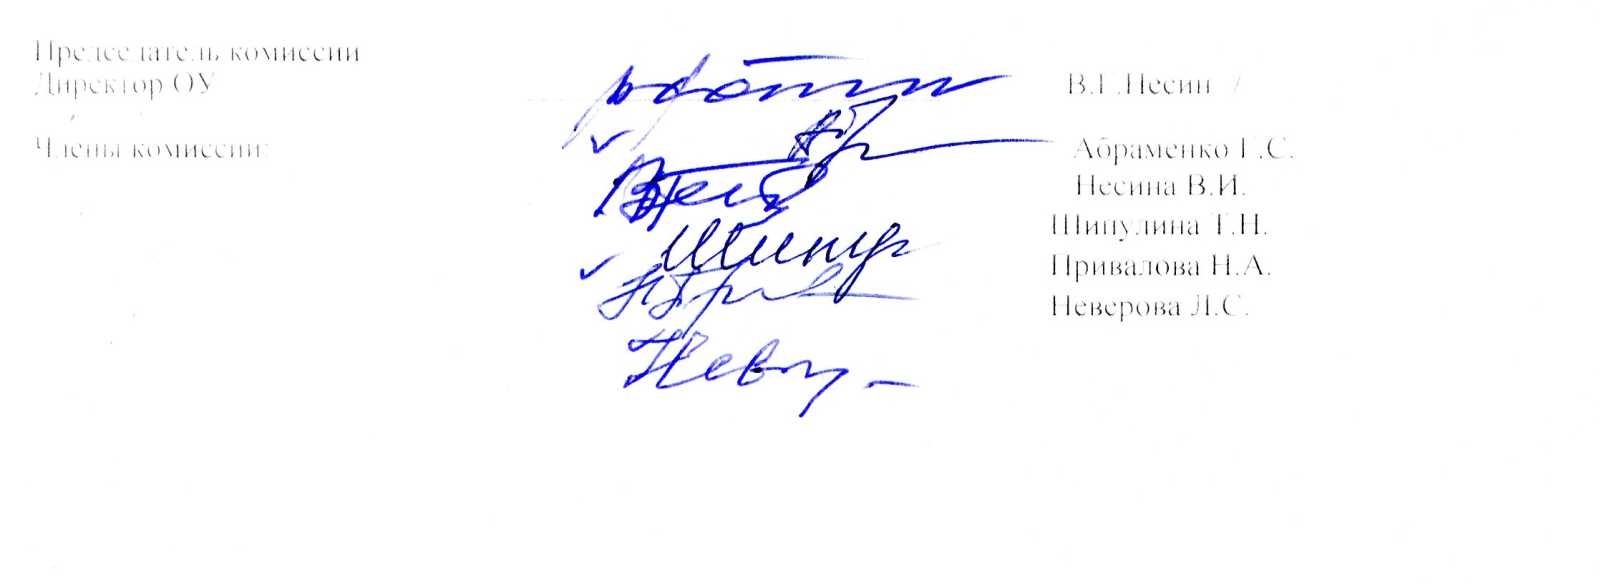 Председатель комиссии
Директор ОУ
В.Г.Несин /
Члены комиссии:
Абраменко Г.С.
Несина В.И.
Шипулина Т.Н.
Привалова Н.А.
Неверова Л.С.